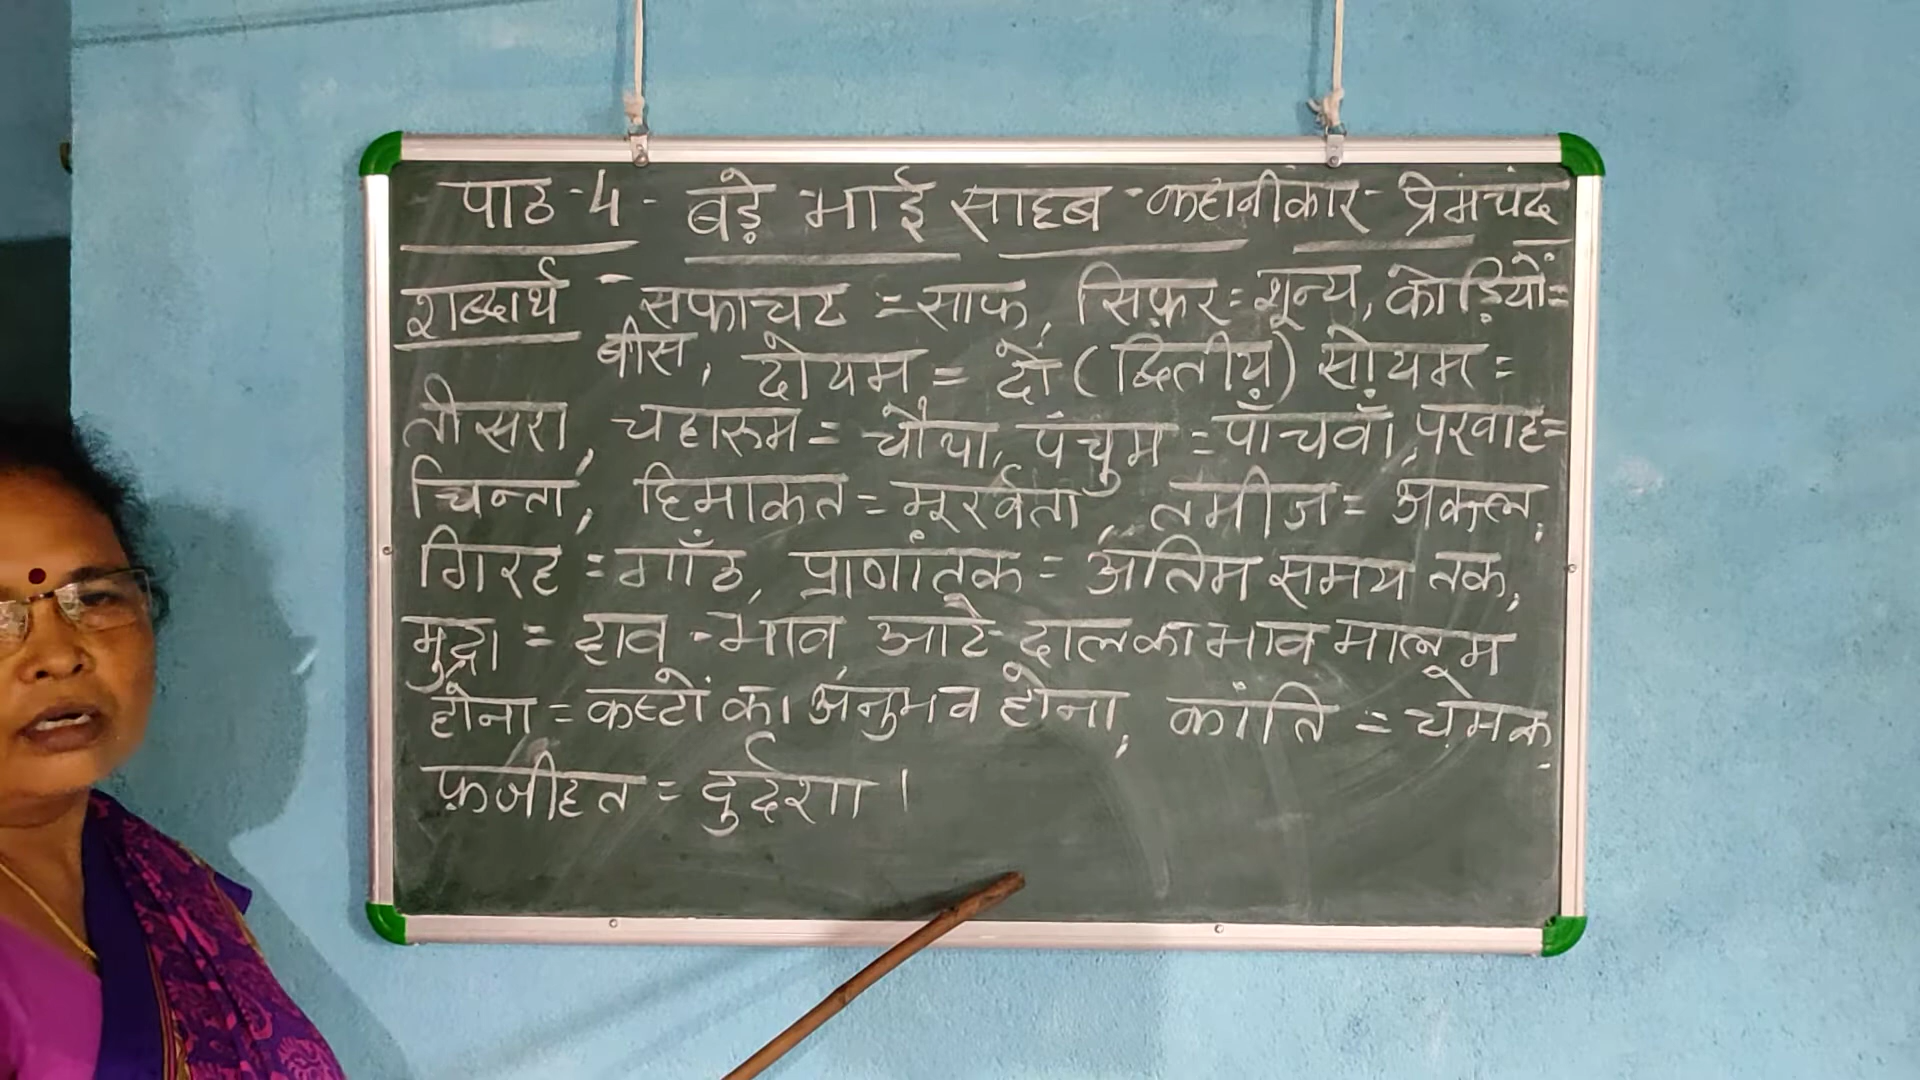 पाठ - 4 - बड़े भाई साहब - कहानीकार - प्रेमचंद
शब्दार्थ - सफाचट = साफ, सिफ़र = शून्य, कोड़ियों =
बीस, दोयम = दो (द्वितीय) सोयम =
तीसरा, चहारूम = चौथा, पंचुम = पाँचवाँ, परवाह =
चिन्ता, हिमाकत = मूर्खता, तमीज = अक्ल,
गिरह = गाँठ, प्राणांतक = अंतिम समय तक,
मुद्रा = हाव - भाव, आटे - दाल का भाव मालूम
होना = कष्टों का अनुभव होना, कांति = चमक,
फ़जीहत = दुर्दशा ।